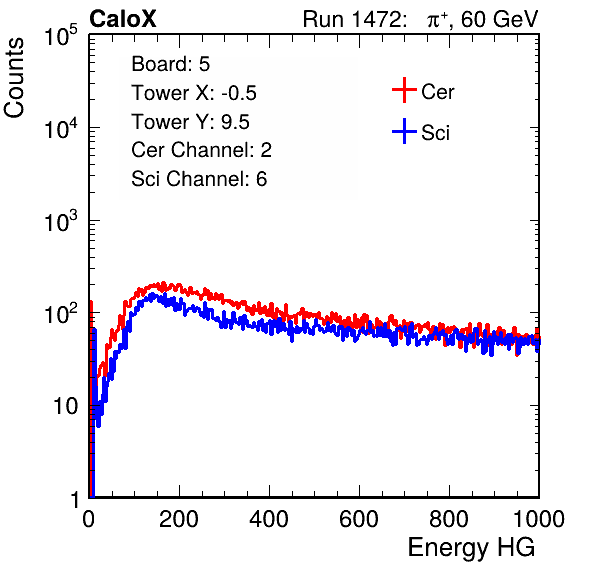 CaloX Run 1472: π⁺, 60 GeV
Counts
10⁵
10⁴
10³
10²
10
1
Board: 5
Tower X: -0.5
Tower Y: 9.5
Cer Channel: 2
Sci Channel: 6
Cer
Sci
0 200 400 600 800 1000
Energy HG